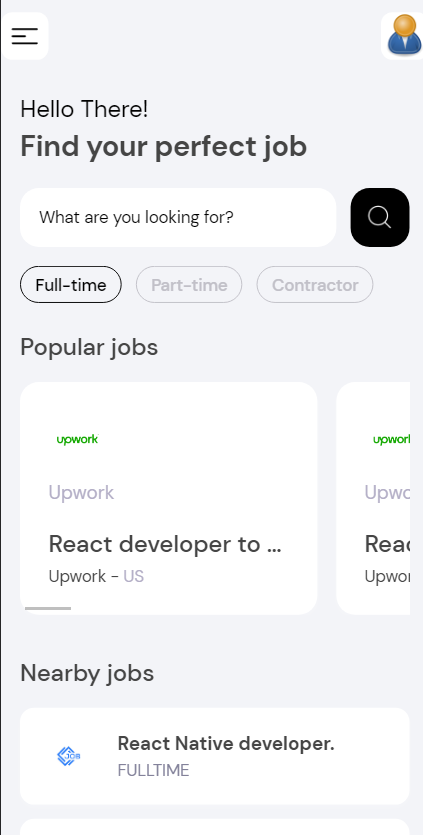 Hello There!
Find your perfect job
What are you looking for?
Full-time Part-time Contractor
Popular jobs
upwork
Upwork
React developer to ...
Upwork - US
upworl
Upwo
Reac
Upwor
Nearby jobs
JOB
React Native developer.
FULLTIME